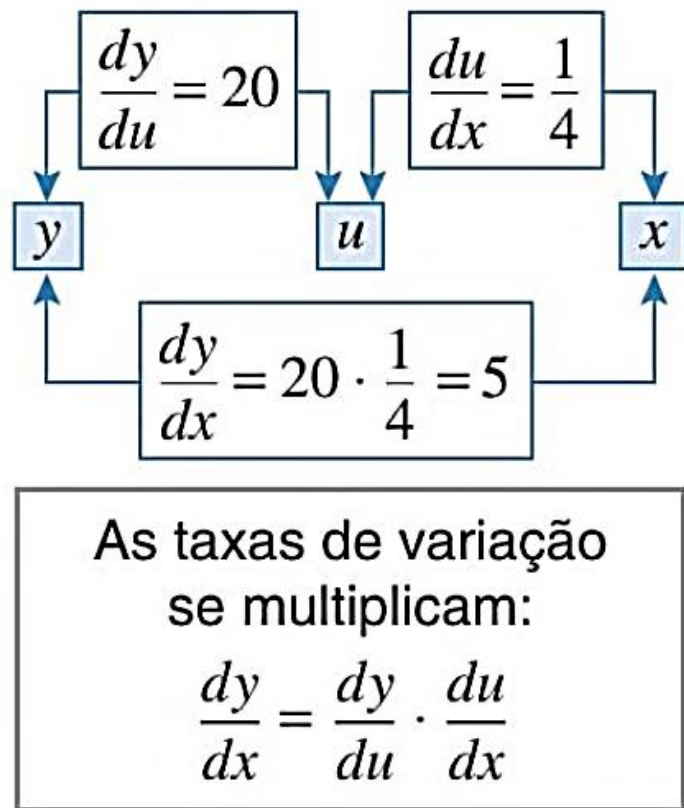 dy/du = 20
du/dx = 1/4
y
u
x
dy/dx = 20 · 1/4 = 5
As taxas de variação
se multiplicam:
dy/dx = dy/du · du/dx